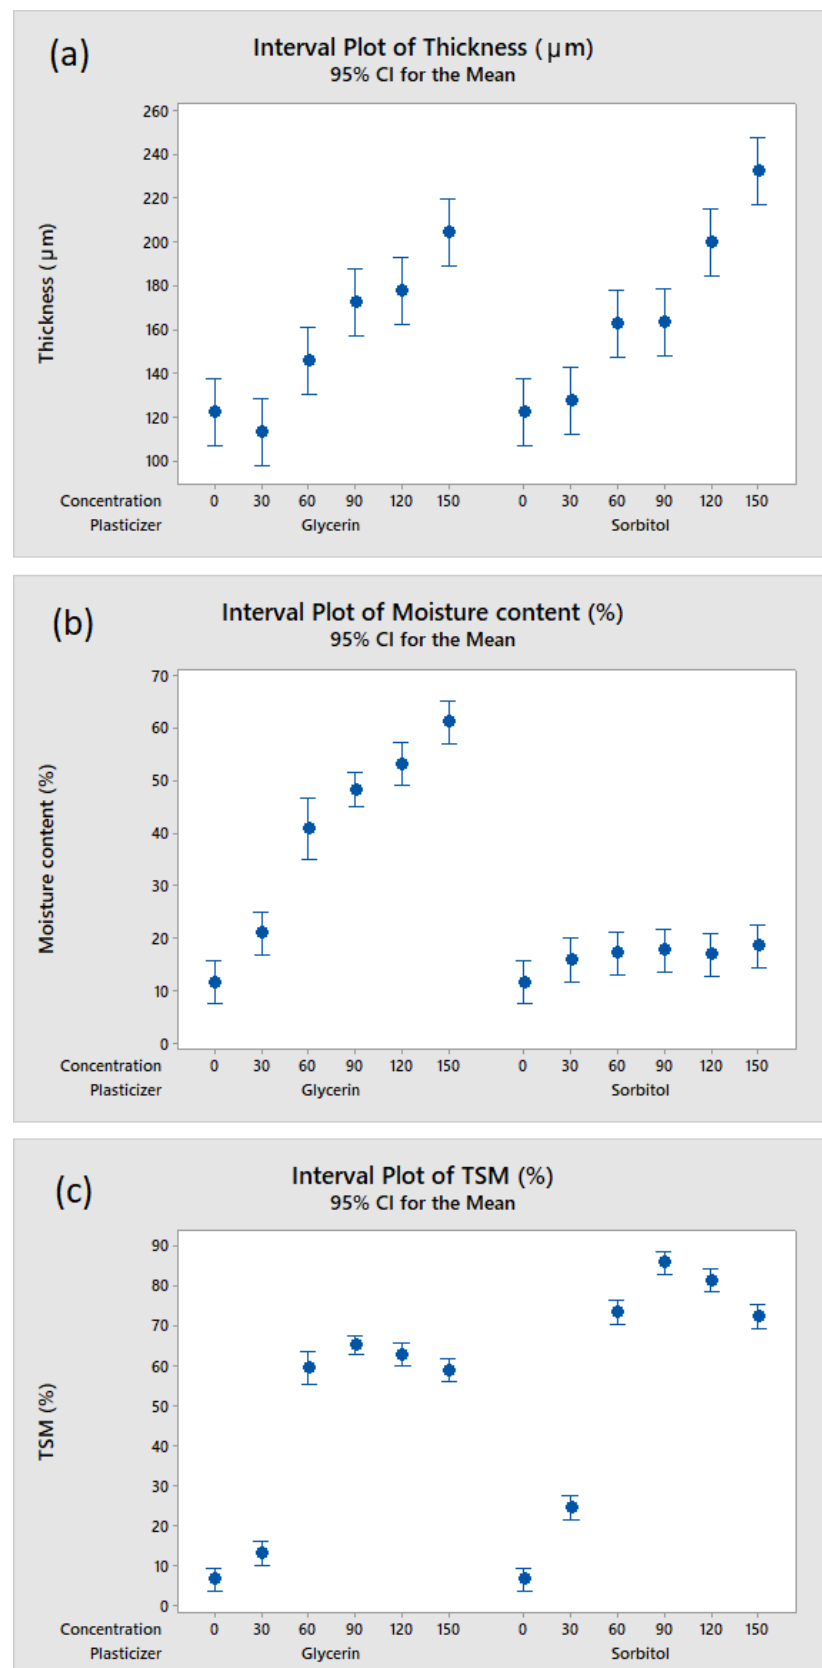 (a)
Interval Plot of Thickness (μm)
95% CI for the Mean
Thickness (μm)
260
240
220
200
180
160
140
120
100
Concentration 0 30 60 90 120 150 0 30 60 90 120 150
Plasticizer Glycerin Sorbitol
(b)
Interval Plot of Moisture content (%)
95% CI for the Mean
Moisture content (%)
70
60
50
40
30
20
10
0
Concentration 0 30 60 90 120 150 0 30 60 90 120 150
Plasticizer Glycerin Sorbitol
(c)
Interval Plot of TSM (%)
95% CI for the Mean
TSM (%)
90
80
70
60
50
40
30
20
10
0
Concentration 0 30 60 90 120 150 0 30 60 90 120 150
Plasticizer Glycerin Sorbitol